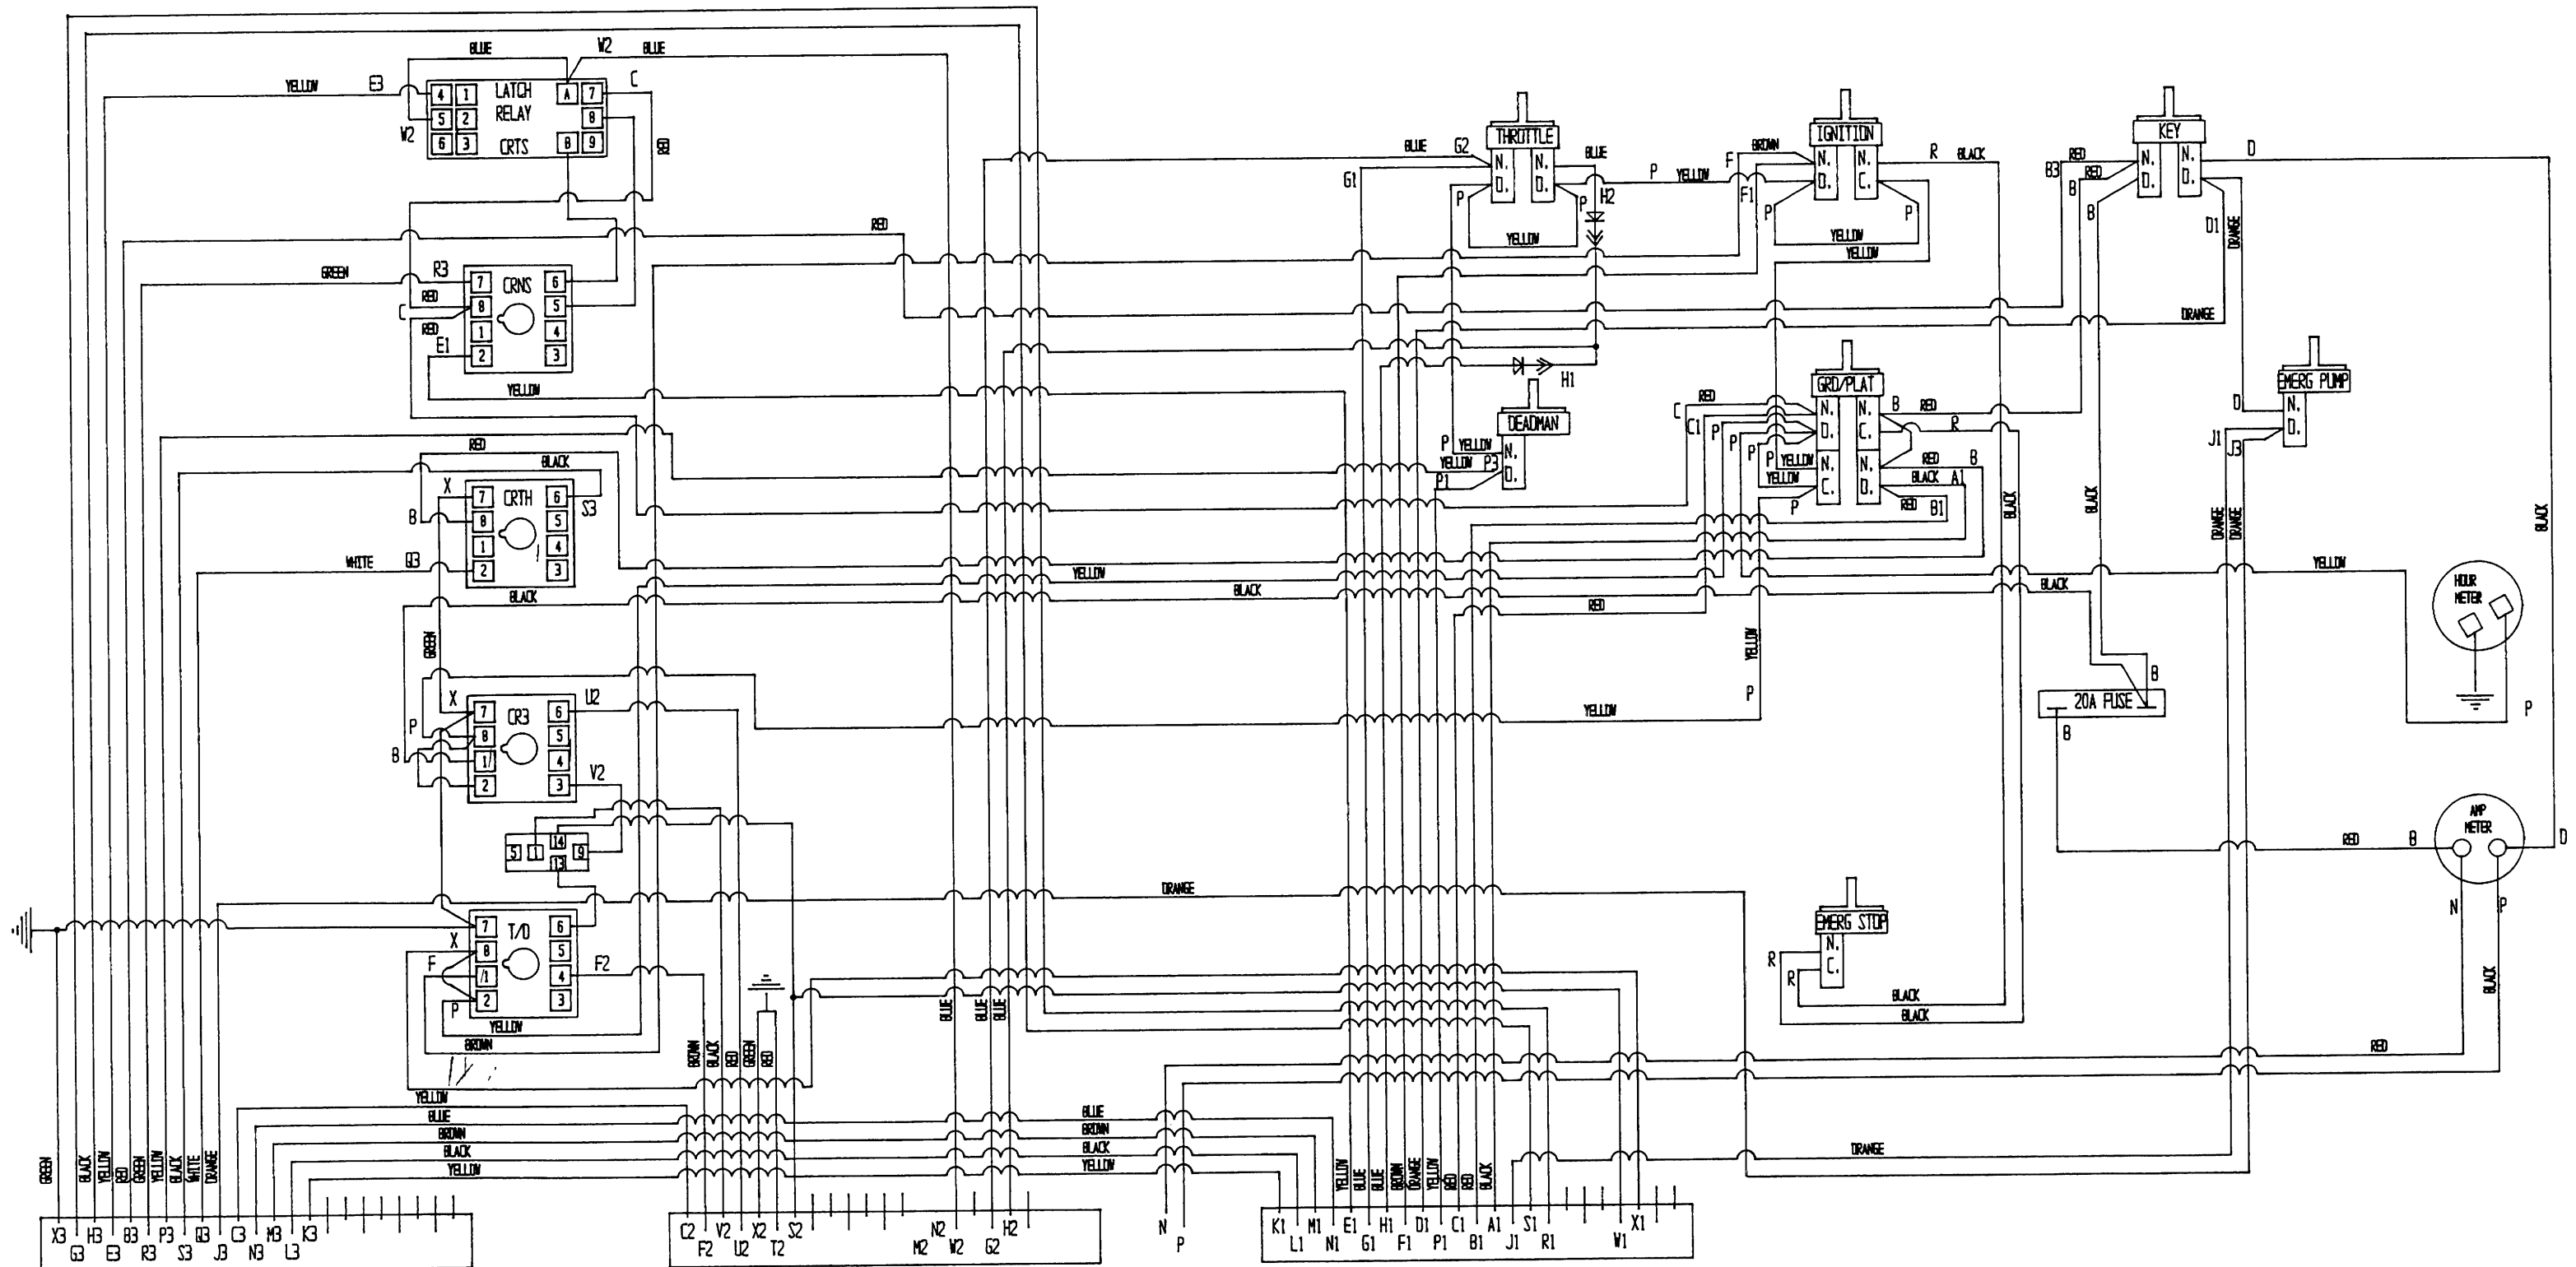 BLUE W2 BLUE
YELLOW E3 C
4 1 LATCH A 7
5 2 RELAY 8
6 3 CRTS B 9
W2
RED
RED
GREEN R3
7 CRNS 6
RED
8 5
C
RED
1 4
E1
2 3
YELLOW
RED
BLACK
X
7 CRTH 6
S3
B 8 5
1 4
WHITE Q3 2 3
BLACK
YELLOW
BLACK
GREEN
X
U2
7 CR3 6
P
8 5
B
1 4
V2
2 3
14
5 1 9
13
ORANGE
7 T/D 6
X
8 5
F
/1 4
F2
P
2 3
YELLOW
BROWN
THROTTLE
BLUE G2 N. N. BLUE
G1 O. O.
P YELLOW
P P H2
YELLOW
H1
IGNITION
BROWN
F N. N. R BLACK
F1 O. C.
P P
YELLOW
YELLOW
KEY
B3 RED N. N. D
B RED O. O.
B
D1 ORANGE
ORANGE
GRD/PLAT
C RED N. N. B RED
C1 P O. C. R
P
P
P YELLOW N. N. RED B
YELLOW C. O. BLACK A1
P RED B1
DEADMAN
P YELLOW N.
YELLOW P3 O.
P1
EMERG PUMP
D N.
J1 O.
J3
BLACK
BLACK
ORANGE
ORANGE
BLACK
YELLOW
BLACK
RED
HOUR
METER
YELLOW
P
YELLOW
P
B
20A FUSE
B
AMP
METER
RED B D
N P
BLACK
EMERG STOP
N.
C.
R
R
BLACK
BLACK
RED
BLUE
BLUE
BLUE
BROWN
BLACK
RED
GREEN
RED
YELLOW
BLUE BLUE
BROWN BROWN
BLACK BLACK
YELLOW YELLOW
ORANGE
GREEN
BLACK
YELLOW
RED
GREEN
YELLOW
BLACK
WHITE
ORANGE
YELLOW
BLUE
BLUE
BROWN
ORANGE
YELLOW
RED
RED
BLACK
X3 G3 H3 E3 B3 R3 P3 S3 Q3 J3 C3 N3 M3 L3 K3
C2 F2 V2 U2 X2 T2 S2 M2 N2 W2 G2 H2
N P
K1 L1 M1 N1 E1 G1 H1 F1 D1 P1 C1 B1 A1 J1 S1 R1 W1 X1